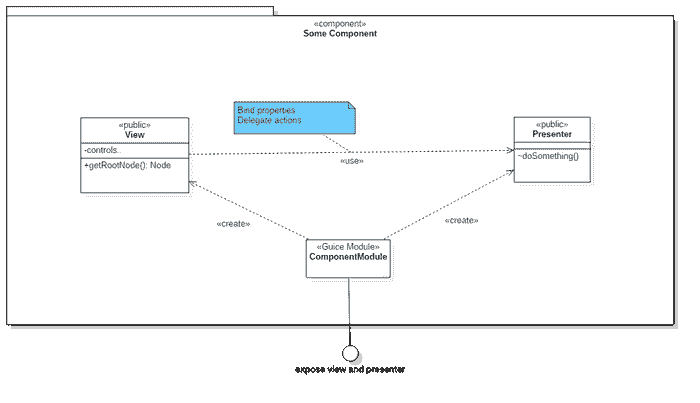 «component»
Some Component
Bind properties
Delegate actions
«public»
View
-controls..
+getRootNode(): Node
«public»
Presenter
~doSomething()
«use»
«create»
«create»
«Guice Module»
ComponentModule
expose view and presenter